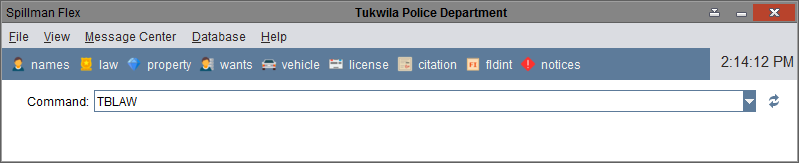 Spillman Flex Tukwila Police Department
File View Message Center Database Help
names law property wants vehicle license citation fldint notices 2:14:12 PM
Command: TBLAW